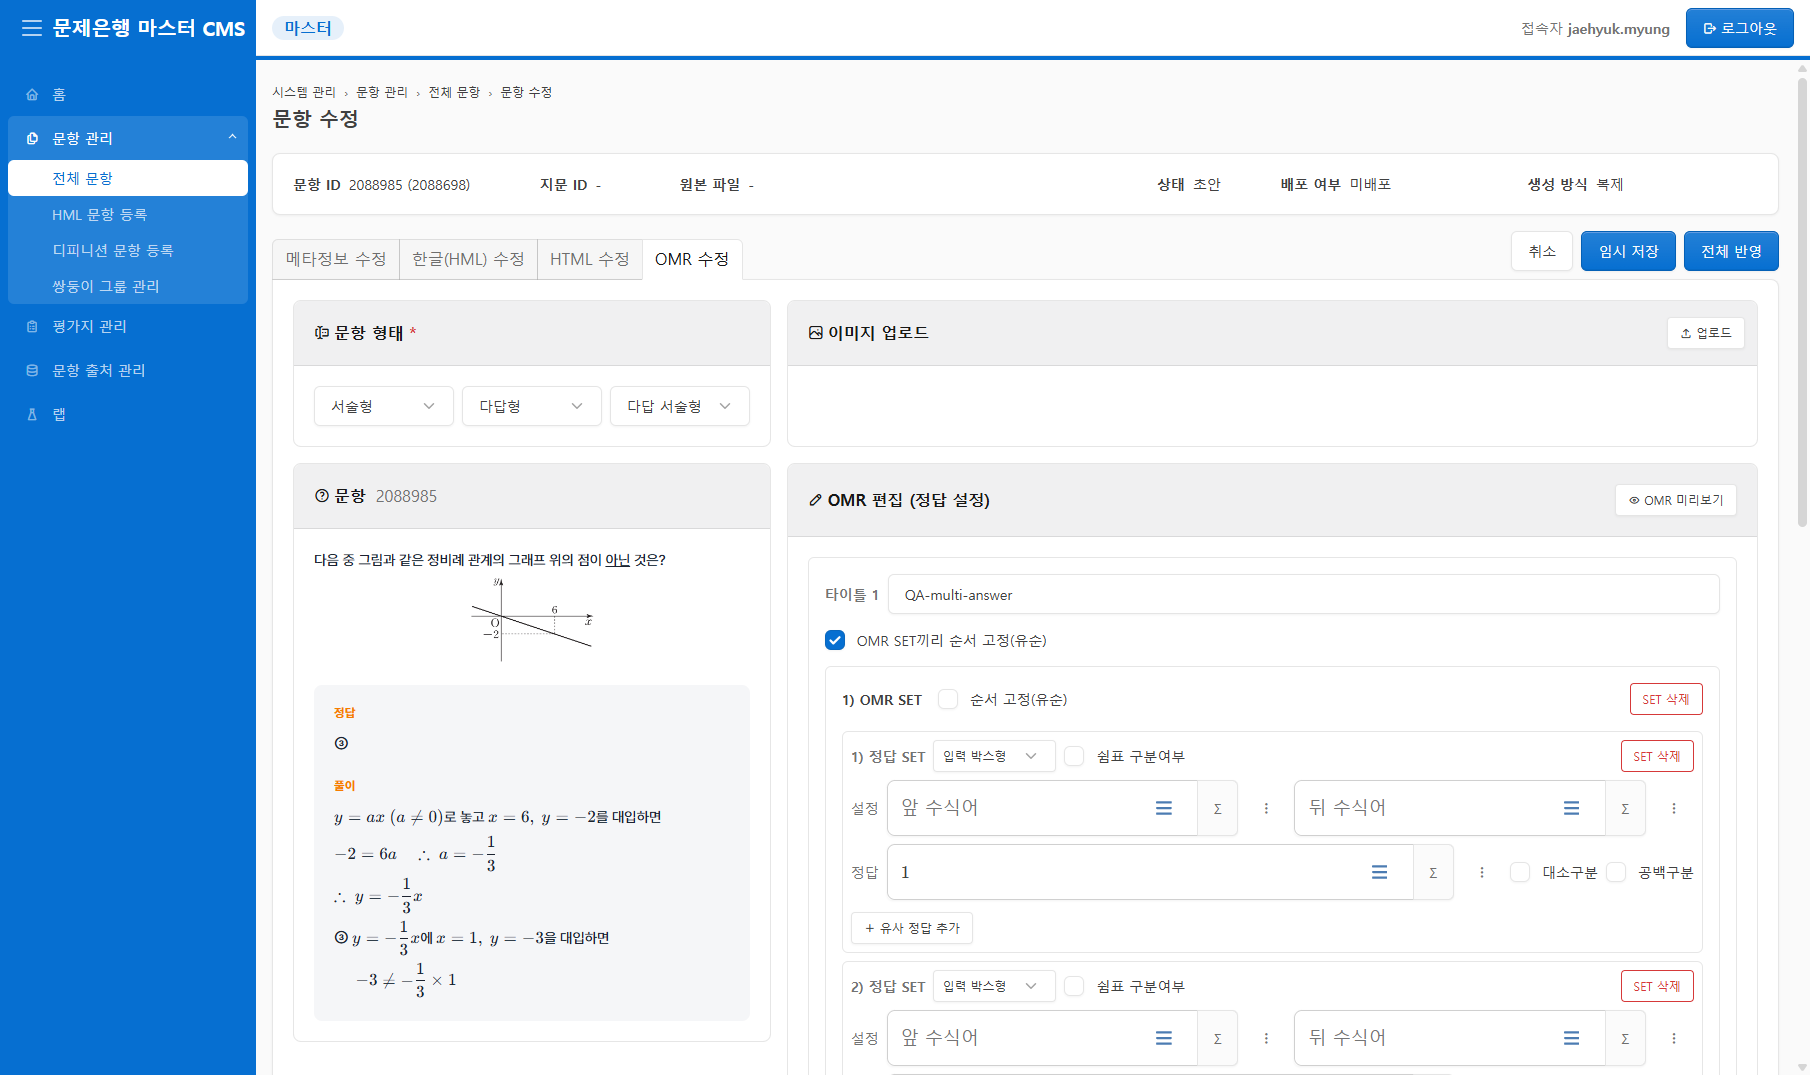 문제은행 마스터 CMS
마스터
접속자 jaehyuk.myung
로그아웃
홈
문항 관리
전체 문항
HML 문항 등록
디피니션 문항 등록
쌍둥이 그룹 관리
평가지 관리
문항 출처 관리
랩
시스템 관리 › 문항 관리 › 전체 문항 › 문항 수정
문항 수정
문항 ID 2088985 (2088698) 지문 ID - 원본 파일 - 상태 초안 배포 여부 미배포 생성 방식 복제
메타정보 수정 한글(HML) 수정 HTML 수정 OMR 수정
취소 임시 저장 전체 반영
문항 형태 *
서술형 다답형 다답 서술형
이미지 업로드
업로드
문항 2088985
다음 중 그림과 같은 정비례 관계의 그래프 위의 점이 아닌 것은?
y
6
O
x
−2
정답
③
풀이
y = ax (a ≠ 0)로 놓고 x = 6, y = −2를 대입하면
−2 = 6a ∴ a = −1/3
∴ y = −1/3 x
③ y = −1/3 x에 x = 1, y = −3을 대입하면
−3 ≠ −1/3 × 1
OMR 편집 (정답 설정)
OMR 미리보기
타이틀 1 QA-multi-answer
OMR SET끼리 순서 고정(유순)
1) OMR SET 순서 고정(유순) SET 삭제
1) 정답 SET 입력 박스형 쉼표 구분여부 SET 삭제
설정 앞 수식어 Σ 뒤 수식어 Σ
정답 1 Σ 대소구분 공백구분
+ 유사 정답 추가
2) 정답 SET 입력 박스형 쉼표 구분여부 SET 삭제
설정 앞 수식어 Σ 뒤 수식어 Σ